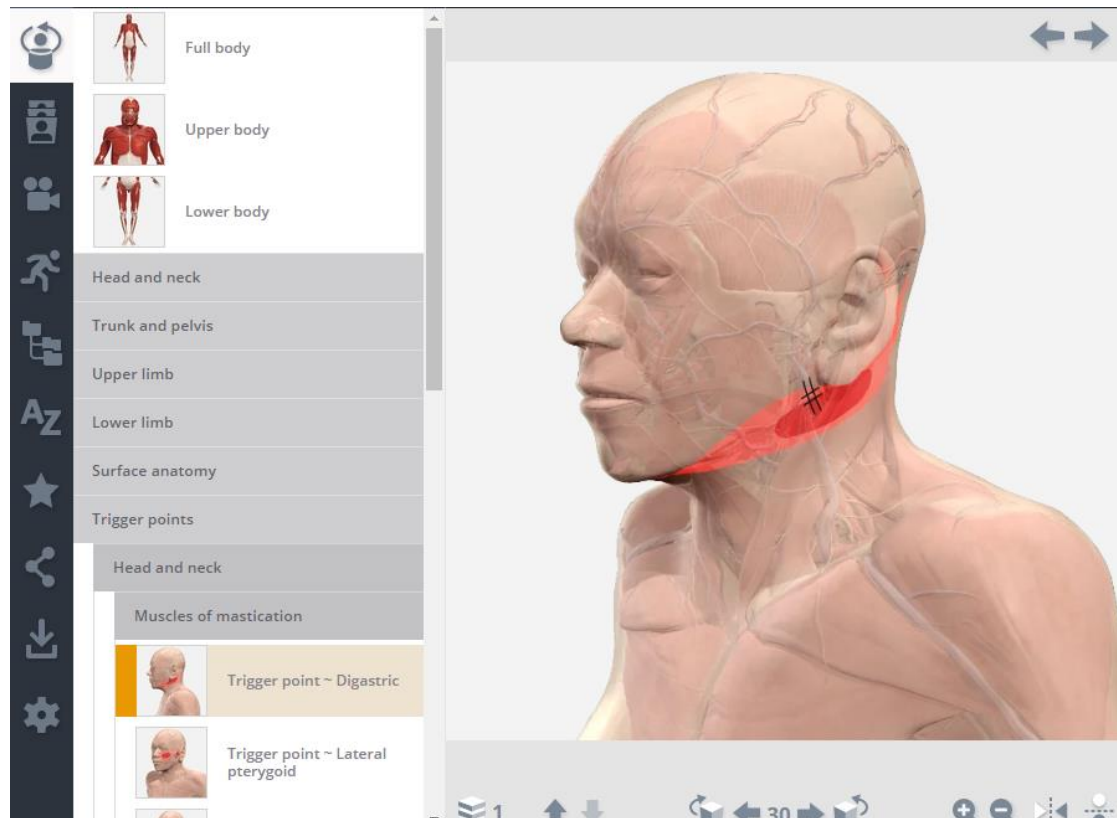 Full body
Upper body
Lower body
Head and neck
Trunk and pelvis
Upper limb
Lower limb
Surface anatomy
Trigger points
Head and neck
Muscles of mastication
Trigger point ~ Digastric
Trigger point ~ Lateral
pterygoid
AZ
1
30